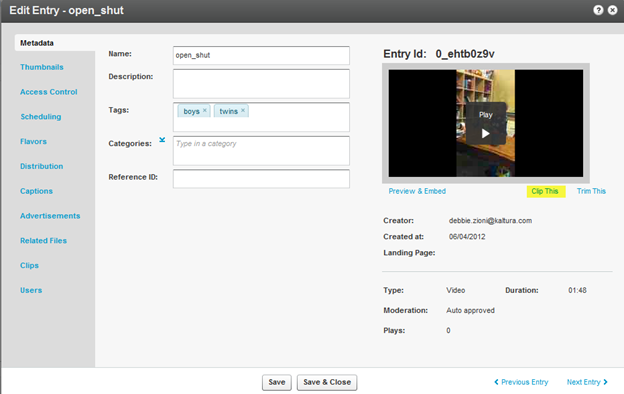 Edit Entry - open_shut
Metadata
Thumbnails
Access Control
Scheduling
Flavors
Distribution
Captions
Advertisements
Related Files
Clips
Users
Name: open_shut
Description:
Tags: boys × twins ×
Categories: Type in a category
Reference ID:
Entry Id: 0_ehtb0z9v
Play
Preview & Embed Clip This Trim This
Creator: debbie.zioni@kaltura.com
Created at: 06/04/2012
Landing Page:
Type: Video Duration: 01:48
Moderation: Auto approved
Plays: 0
Save Save & Close Previous Entry Next Entry